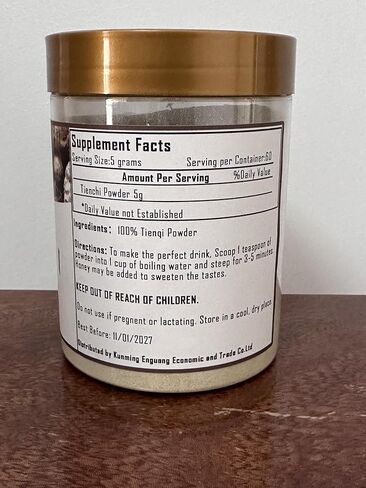 Supplement Facts
Serving Size:5 grams Serving per Container:60
Amount Per Serving %Daily Value
Tienchi Powder 5g
*Daily Value not Established
Ingredients: 100% Tienqi Powder
Directions: To make the perfect drink, Scoop 1 teaspoon of
powder into 1 cup of boiling water and steep for 3-5 minutes.
Honey may be added to sweeten the tastes.
KEEP OUT OF REACH OF CHILDREN.
Do not use if pregnent or lactating. Store in a cool, dry place
Best Before: 11/01/2027
Distributed by Kunming Enguang Economic and Trade Co.Ltd